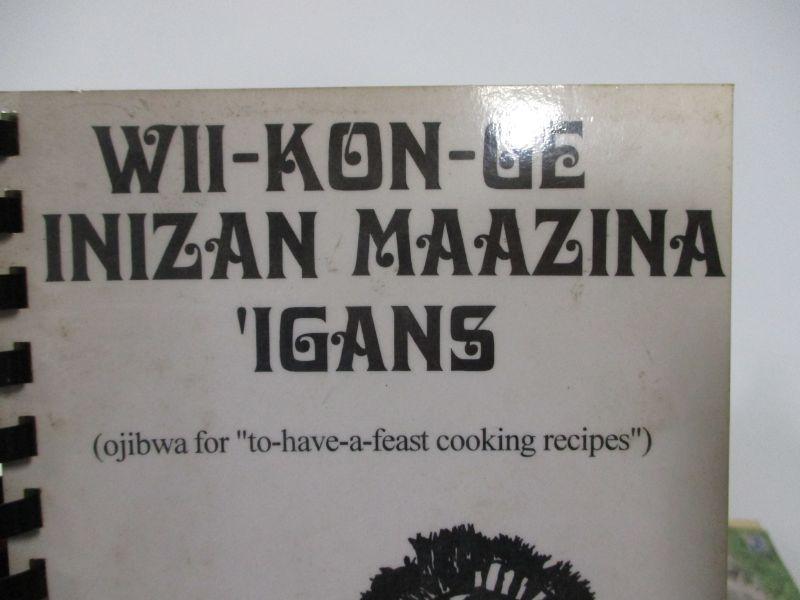 WII-KON-GE
INIZAN MAAZINA
'IGANS
(ojibwa for "to-have-a-feast cooking recipes")